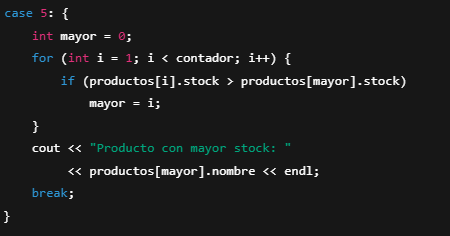 case 5: {
    int mayor = 0;
    for (int i = 1; i < contador; i++) {
        if (productos[i].stock > productos[mayor].stock)
            mayor = i;
    }
    cout << "Producto con mayor stock: "
         << productos[mayor].nombre << endl;
    break;
}